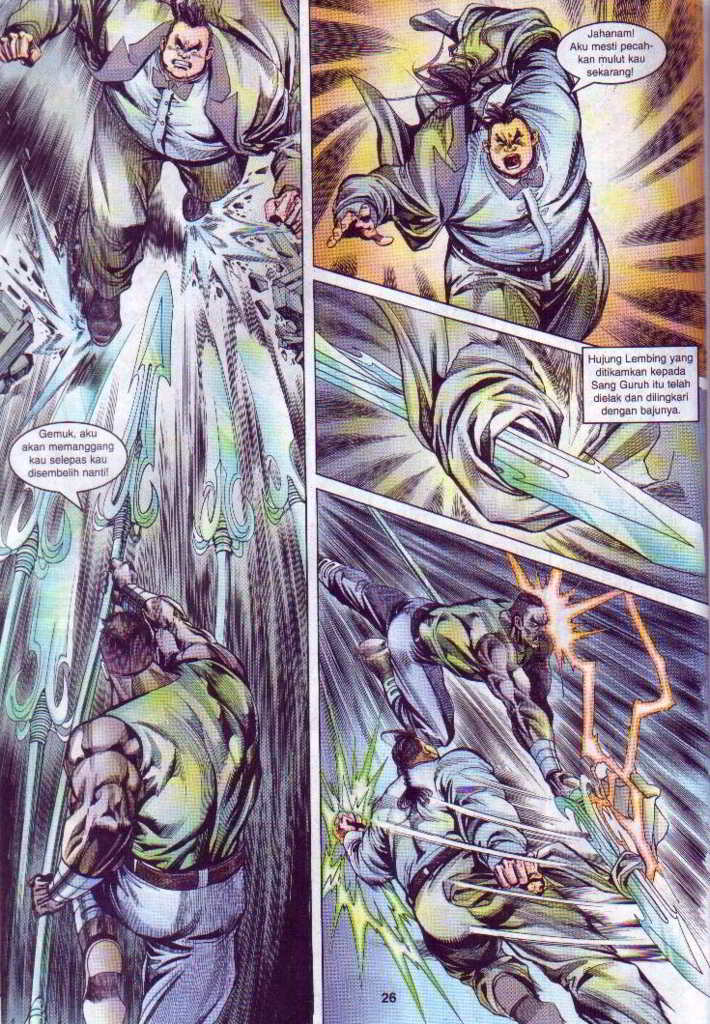 Gemuk, aku
akan memanggang
kau selepas kau
disembelih nanti!
Jahanam!
Aku mesti pecah-
kan mulut kau
sekarang!
Hujung Lembing yang
ditikamkan kepada
Sang Guruh itu telah
dielak dan dilingkari
dengan bajunya.
26